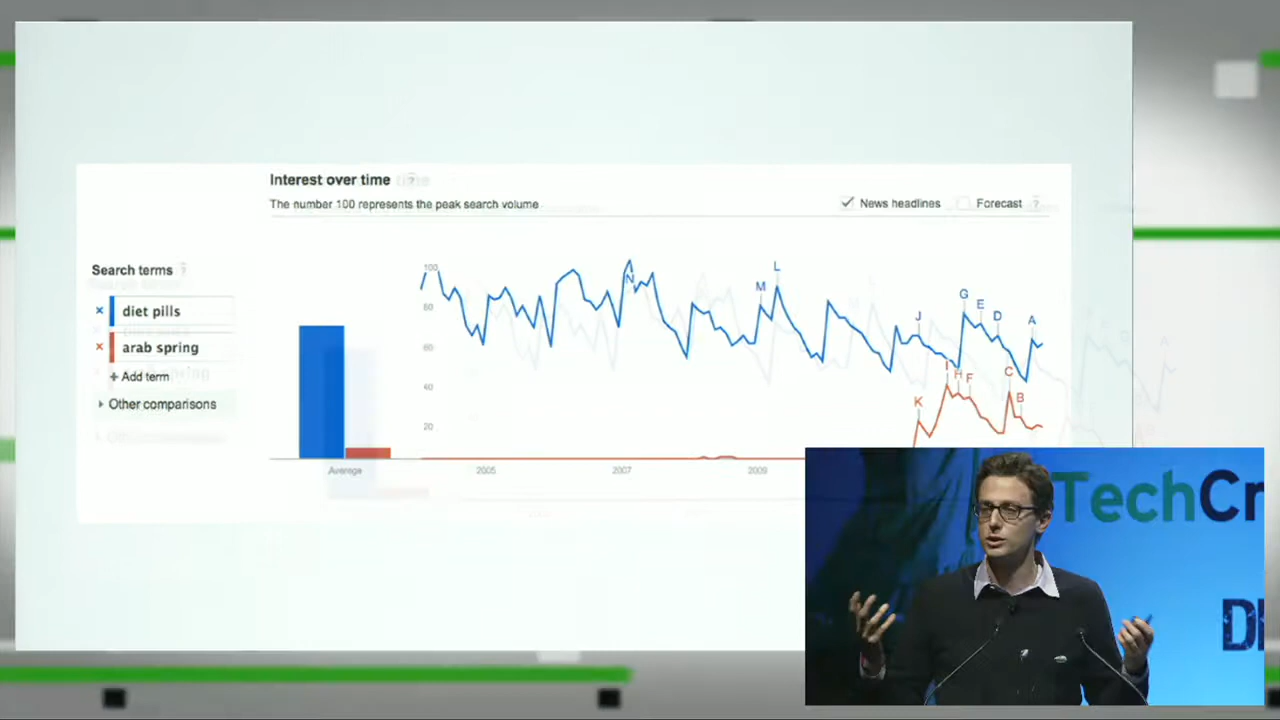 Interest over time ?
The number 100 represents the peak search volume
News headlines
Forecast ?
Search terms ?
× diet pills
× arab spring
+ Add term
Other comparisons
100
80
60
40
20
N
M
L
J
G
E
D
A
K
I
H
F
C
B
Average
2005
2007
2009
TechCr
DI